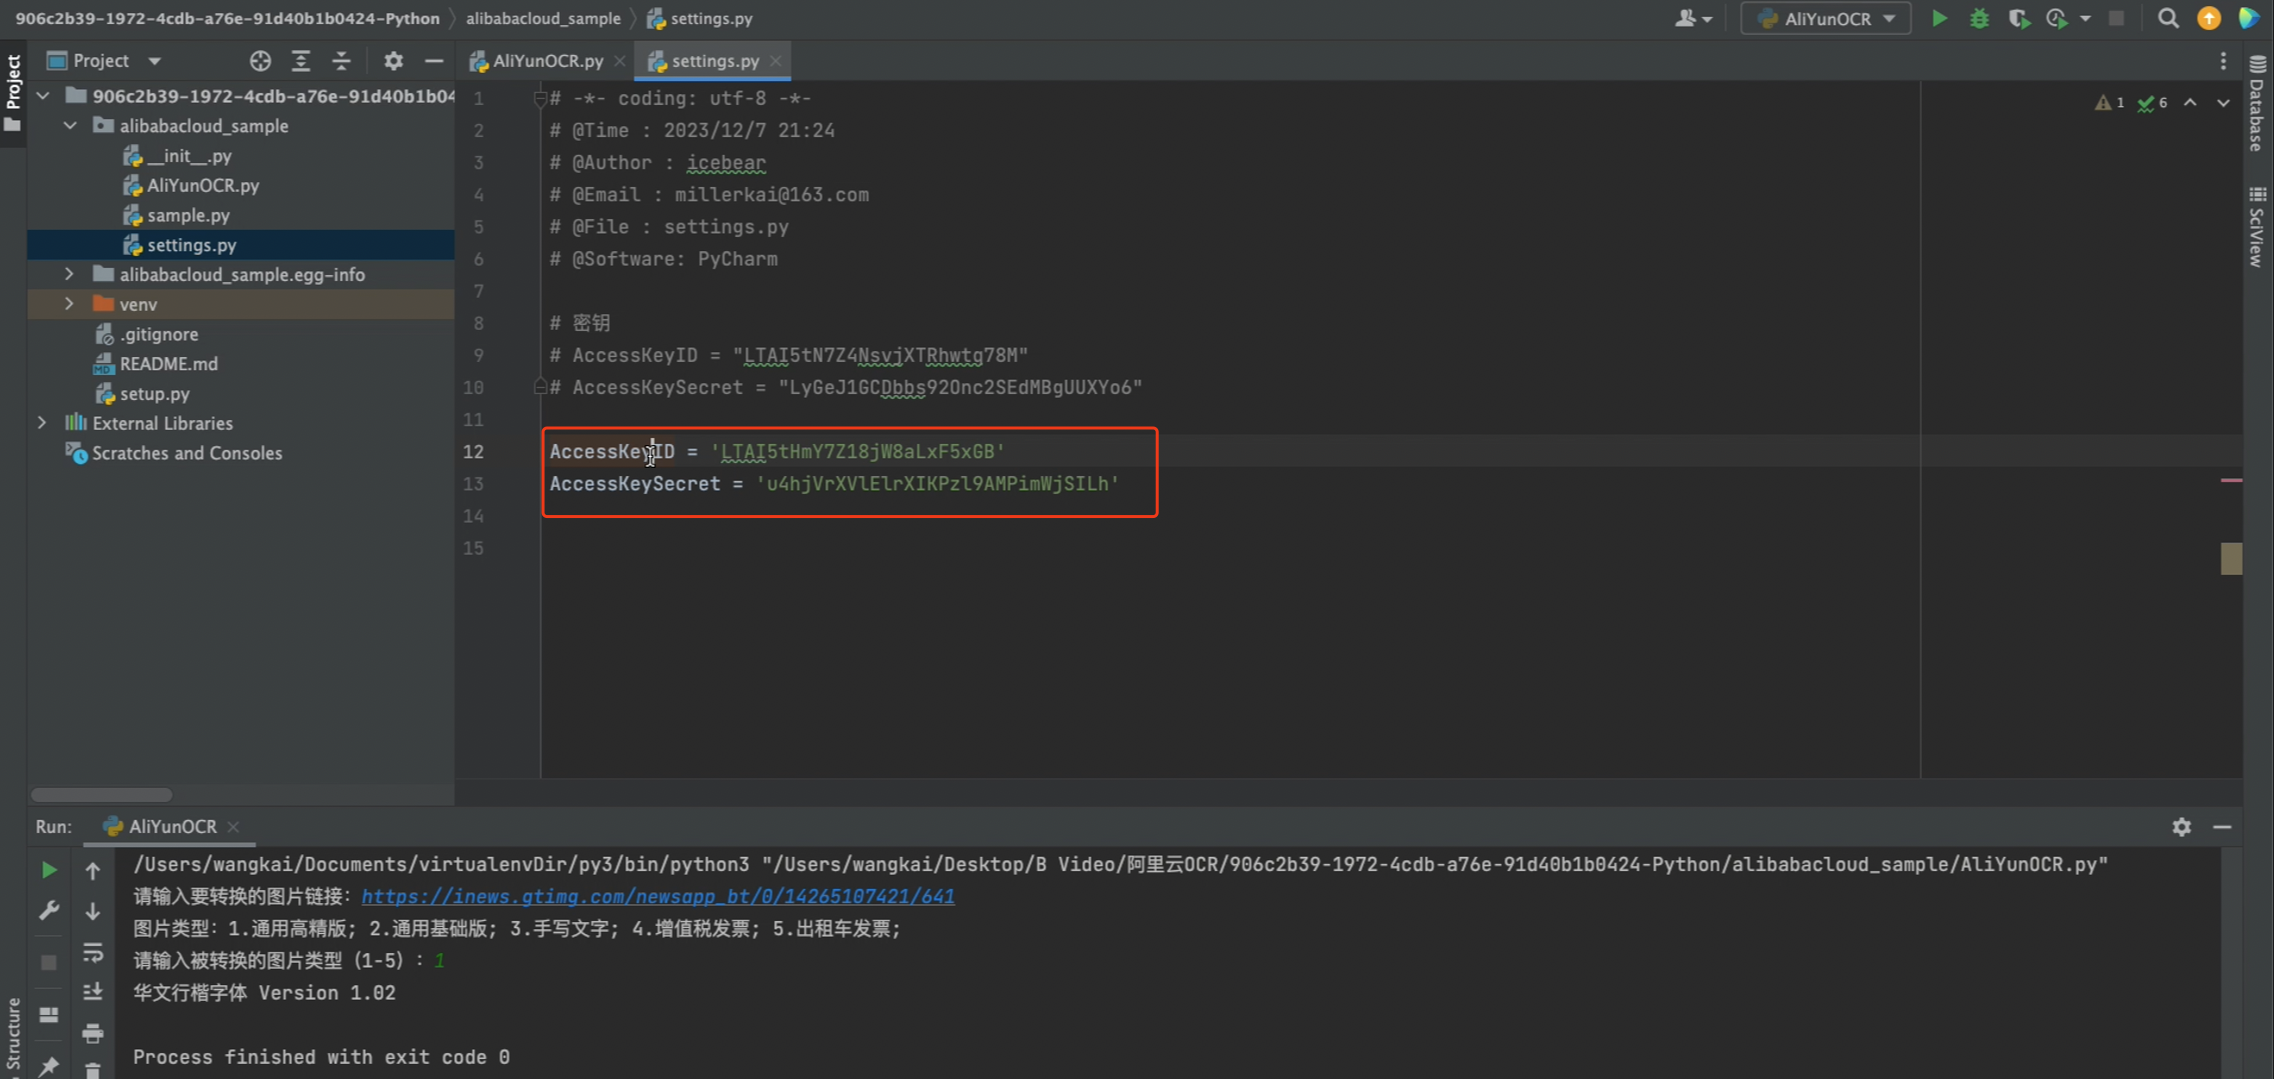 906c2b39-1972-4cdb-a76e-91d40b1b0424-Python alibabacloud_sample settings.py AliYunOCR
Project
Project
AliYunOCR.py settings.py
906c2b39-1972-4cdb-a76e-91d40b1b04
alibabacloud_sample
__init__.py
AliYunOCR.py
sample.py
settings.py
alibabacloud_sample.egg-info
venv
.gitignore
README.md
setup.py
External Libraries
Scratches and Consoles
1 # -*- coding: utf-8 -*-
2 # @Time : 2023/12/7 21:24
3 # @Author : icebear
4 # @Email : millerkai@163.com
5 # @File : settings.py
6 # @Software: PyCharm
7
8 # 密钥
9 # AccessKeyID = "LTAI5tN7Z4NsvjXTRhwtg78M"
10 # AccessKeySecret = "LyGeJ1GCDbbs92Onc2SEdMBgUUXYo6"
11
12 AccessKeyID = 'LTAI5tHmY7Z18jW8aLxF5xGB'
13 AccessKeySecret = 'u4hjVrXVlElrXIKPzl9AMPimWjSILh'
14
15
1 6
Database
SciView
Run: AliYunOCR
/Users/wangkai/Documents/virtualenvDir/py3/bin/python3 "/Users/wangkai/Desktop/B Video/阿里云OCR/906c2b39-1972-4cdb-a76e-91d40b1b0424-Python/alibabacloud_sample/AliYunOCR.py"
请输入要转换的图片链接：https://inews.gtimg.com/newsapp_bt/0/14265107421/641
图片类型：1.通用高精版；2.通用基础版；3.手写文字；4.增值税发票；5.出租车发票；
请输入被转换的图片类型（1-5）：1
华文行楷字体 Version 1.02
Process finished with exit code 0
Structure